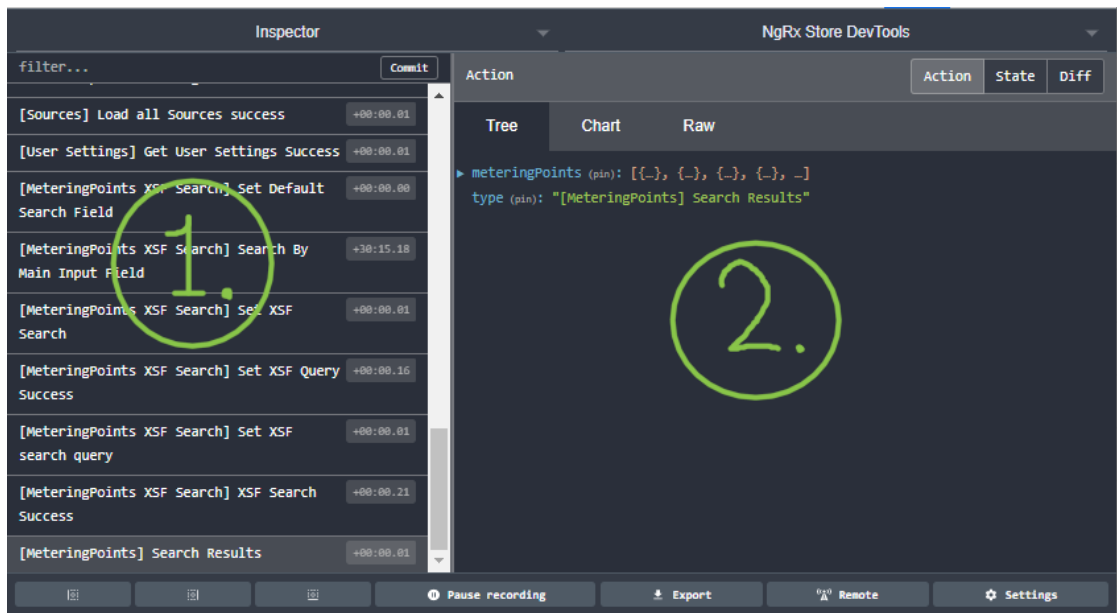 Inspector
NgRx Store DevTools
filter...
Commit
Action
Action
State
Diff
[Sources] Load all Sources success
+00:00.01
Tree
Chart
Raw
[User Settings] Get User Settings Success
+00:00.01
meteringPoints (pin): [{…}, {…}, {…}, {…}, …]
type (pin): "[MeteringPoints] Search Results"
[MeteringPoints XSF Search] Set Default
Search Field
+00:00.00
[MeteringPoints XSF Search] Search By
Main Input Field
+30:15.18
1.
2.
[MeteringPoints XSF Search] Set XSF
Search
+00:00.01
[MeteringPoints XSF Search] Set XSF Query
Success
+00:00.16
[MeteringPoints XSF Search] Set XSF
search query
+00:00.01
[MeteringPoints XSF Search] XSF Search
Success
+00:00.21
[MeteringPoints] Search Results
+00:00.01
Pause recording
Export
Remote
Settings